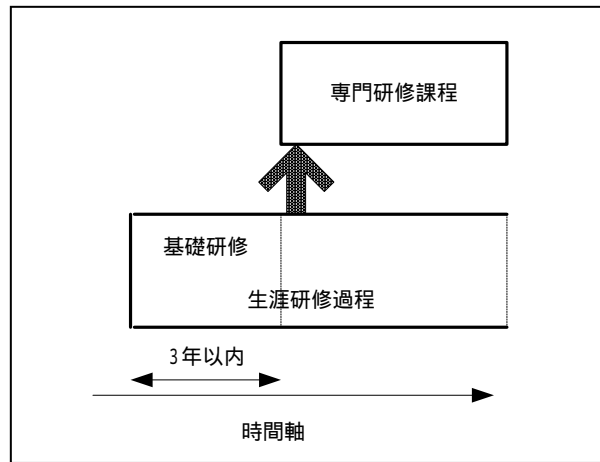 専門研修課程
基礎研修
生涯研修過程
3年以内
時間軸